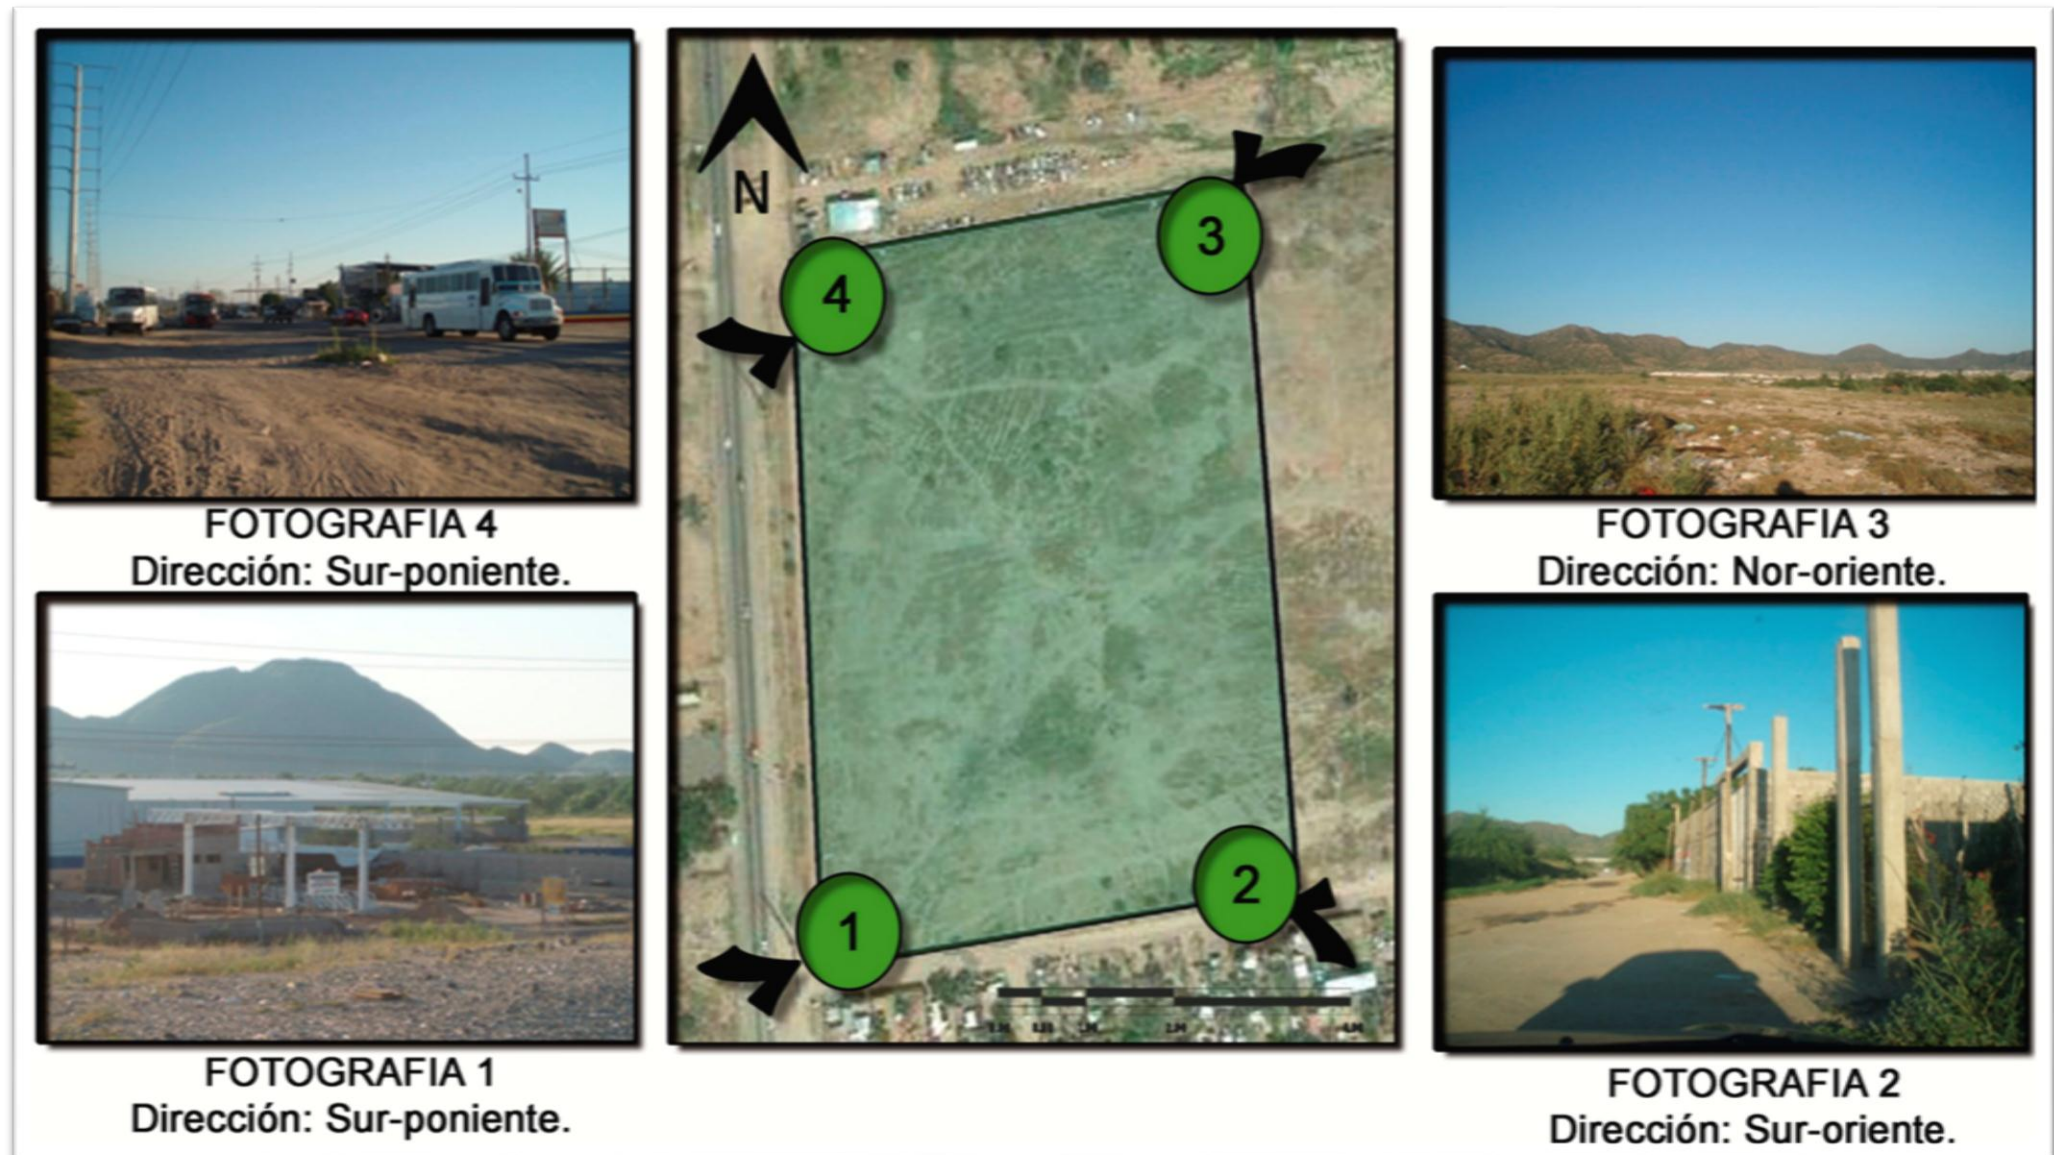 FOTOGRAFIA 4
Dirección: Sur-poniente.
N
4
3
1
2
FOTOGRAFIA 3
Dirección: Nor-oriente.
FOTOGRAFIA 1
Dirección: Sur-poniente.
FOTOGRAFIA 2
Dirección: Sur-oriente.